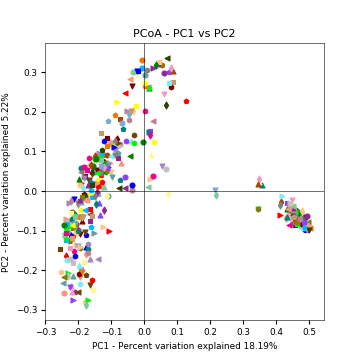 PCoA - PC1 vs PC2
PC2 - Percent variation explained 5.22%
0.3
0.2
0.1
0.0
−0.1
−0.2
−0.3
−0.3 −0.2 −0.1 0.0 0.1 0.2 0.3 0.4 0.5
PC1 - Percent variation explained 18.19%